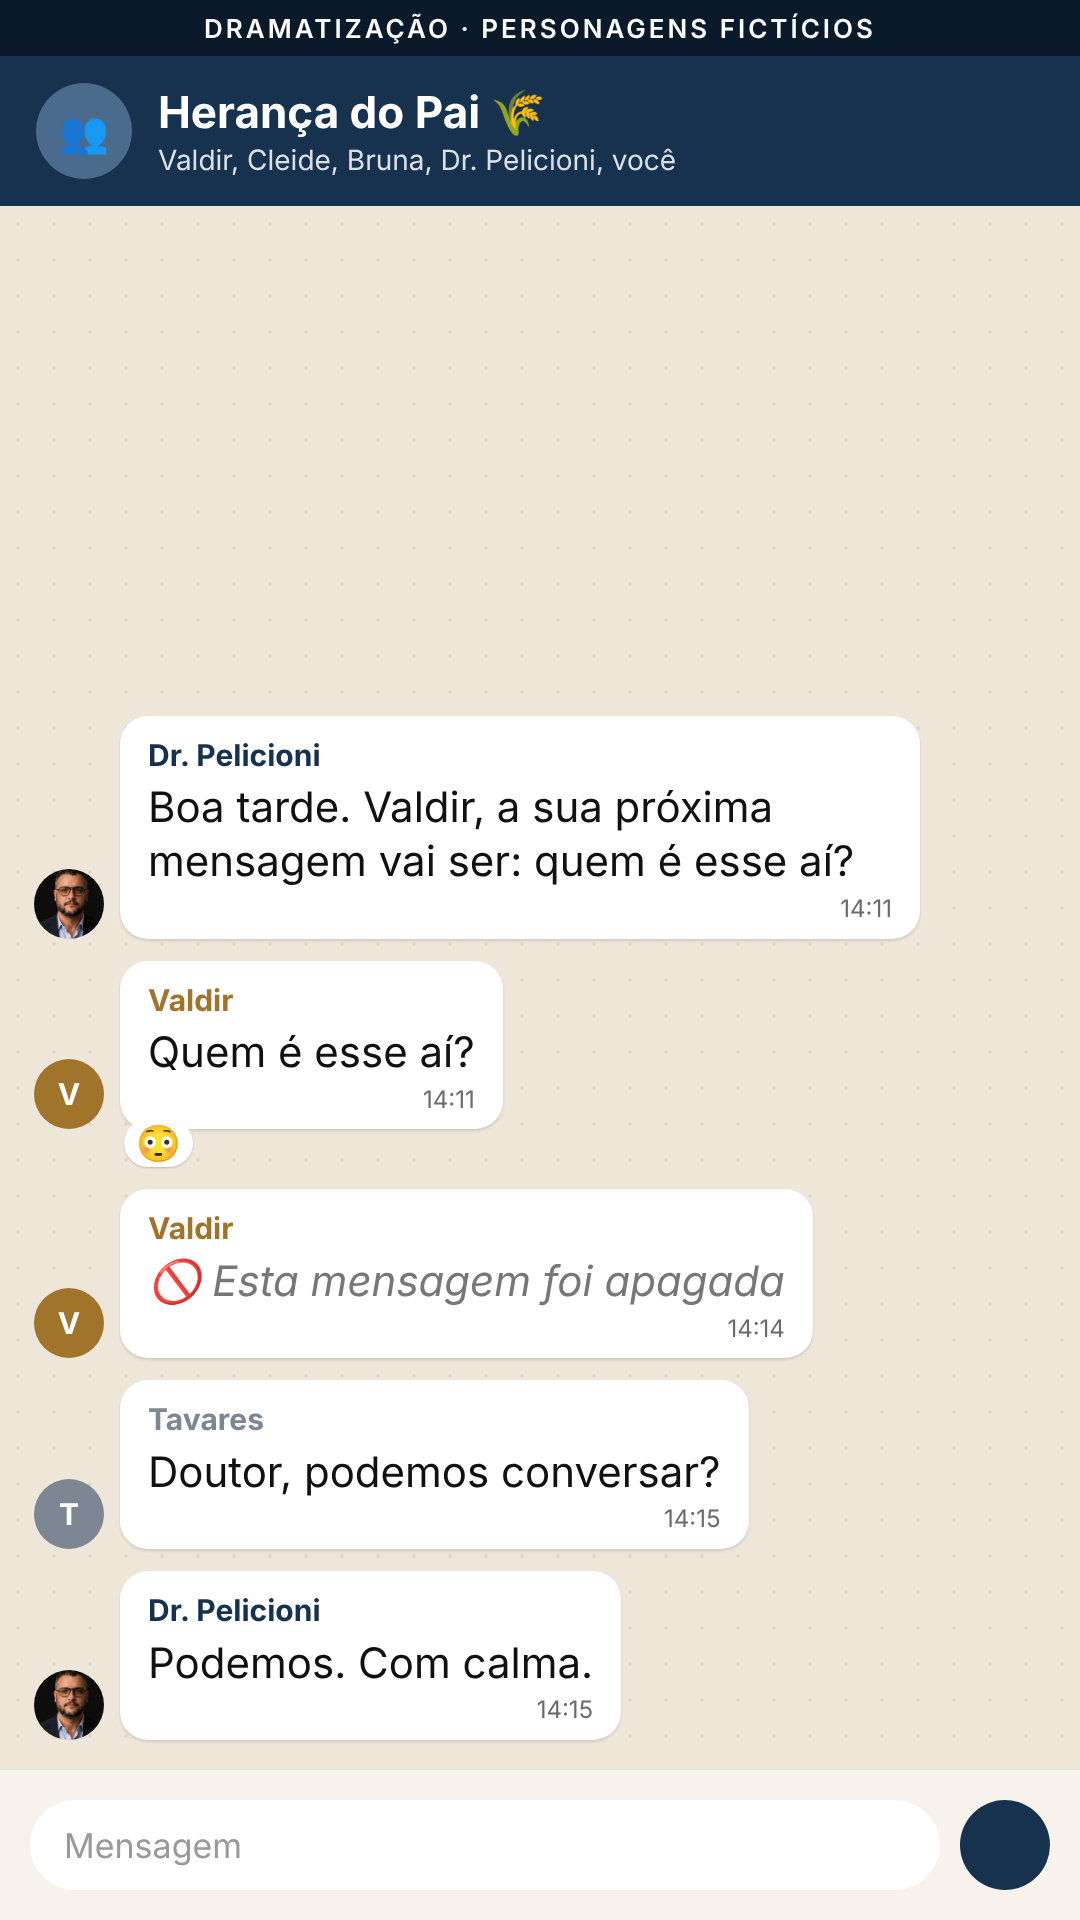 DRAMATIZAÇÃO · PERSONAGENS FICTÍCIOS
Herança do Pai 🌾
Valdir, Cleide, Bruna, Dr. Pelicioni, você
Dr. Pelicioni
Boa tarde. Valdir, a sua próxima
mensagem vai ser: quem é esse aí?
14:11
Valdir
Quem é esse aí?
14:11
V
😳
Valdir
🚫 Esta mensagem foi apagada
14:14
V
Tavares
Doutor, podemos conversar?
14:15
T
Dr. Pelicioni
Podemos. Com calma.
14:15
Mensagem